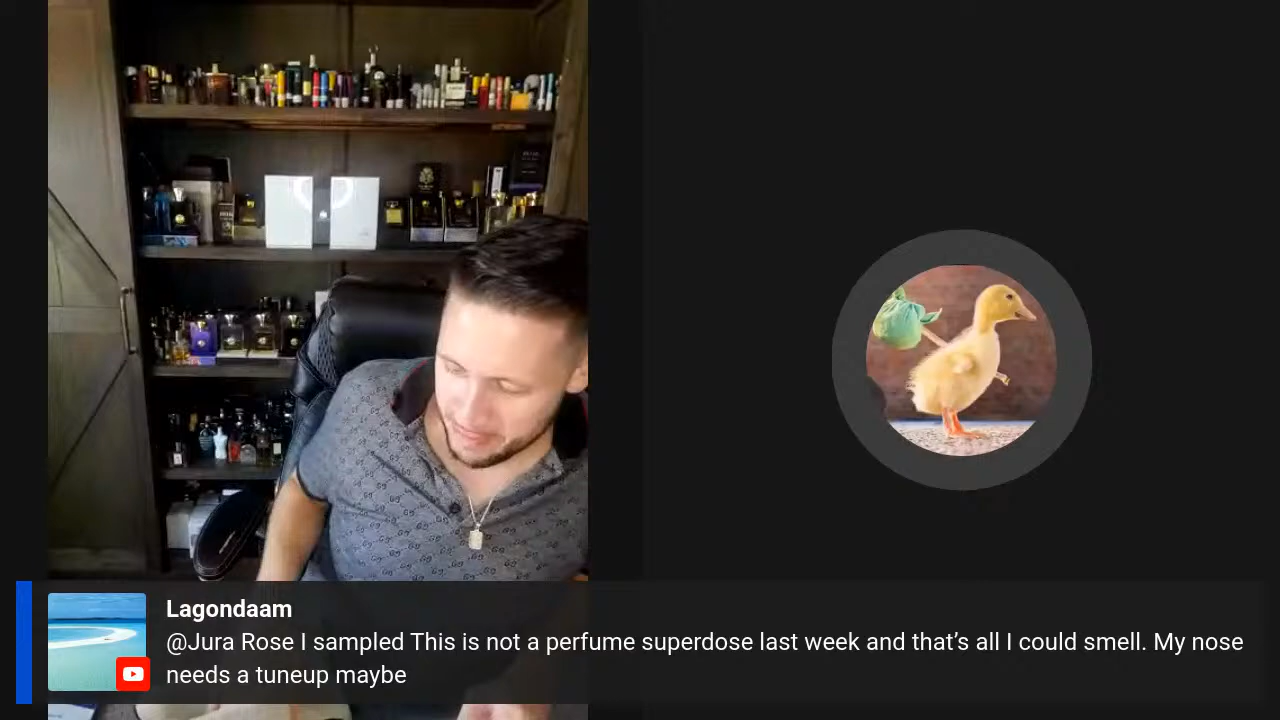 Lagondaam
@Jura Rose I sampled This is not a perfume superdose last week and that’s all I could smell. My nose
needs a tuneup maybe